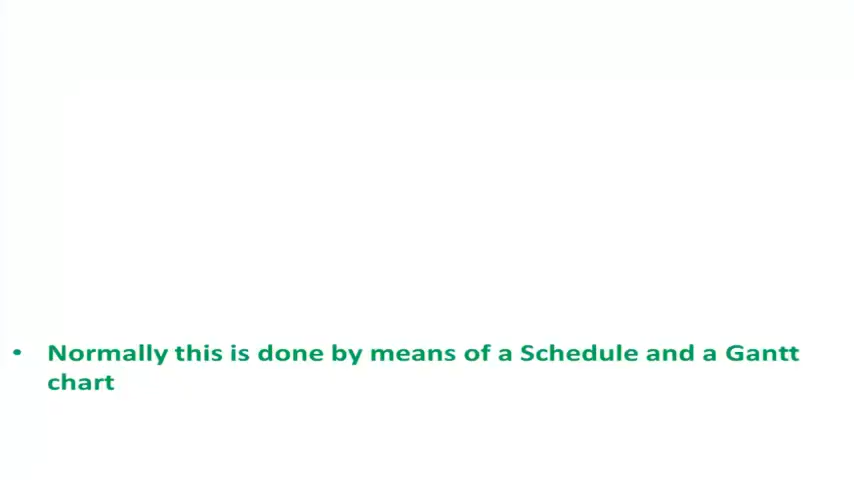 • Normally this is done by means of a Schedule and a Gantt
chart